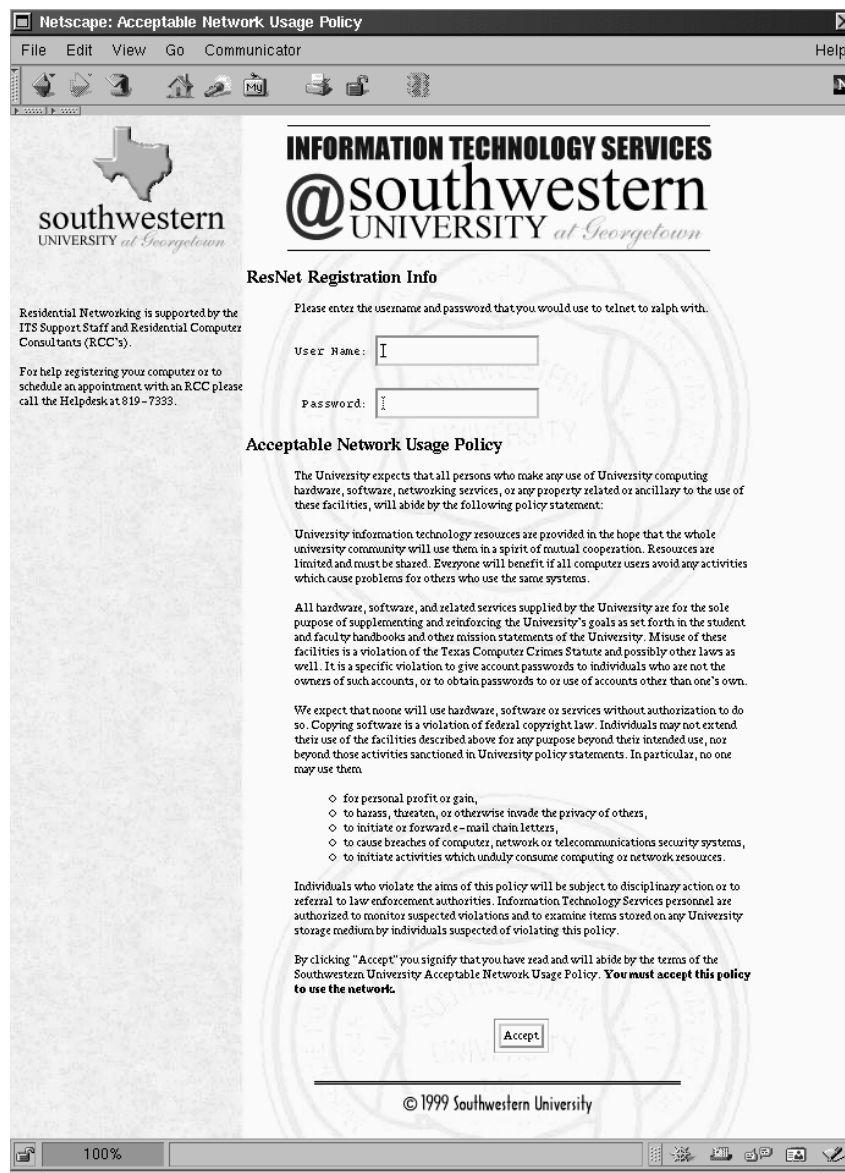 Netscape: Acceptable Network Usage Policy
File Edit View Go Communicator Help
My
N
southwestern
UNIVERSITY at Georgetown
INFORMATION TECHNOLOGY SERVICES
@southwestern
UNIVERSITY at Georgetown
Residential Networking is supported by the
ITS Support Staff and Residential Computer
Consultants (RCC's).
For help registering your computer or to
schedule an appointment with an RCC please
call the Helpdesk at 819-7333.
ResNet Registration Info
Please enter the username and password that you would use to telnet to ralph with.
User Name:
Password:
Acceptable Network Usage Policy
The University expects that all persons who make any use of University computing
hardware, software, networking services, or any property related or ancillary to the use of
these facilities, will abide by the following policy statement:
University information technology resources are provided in the hope that the whole
university community will use them in a spirit of mutual cooperation. Resources are
limited and must be shared. Everyone will benefit if all computer users avoid any activities
which cause problems for others who use the same systems.
All hardware, software, and related services supplied by the University are for the sole
purpose of supplementing and reinforcing the University's goals as set forth in the student
and faculty handbooks and other mission statements of the University. Misuse of these
facilities is a violation of the Texas Computer Crimes Statute and possibly other laws as
well. It is a specific violation to give account passwords to individuals who are not the
owners of such accounts, or to obtain passwords to or use of accounts other than one's own.
We expect that noone will use hardware, software or services without authorization to do
so. Copying software is a violation of federal copyright law. Individuals may not extend
their use of the facilities described above for any purpose beyond their intended use, nor
beyond those activities sanctioned in University policy statements. In particular, no one
may use them
for personal profit or gain,
to harass, threaten, or otherwise invade the privacy of others,
to initiate or forward e-mail chain letters,
to cause breaches of computer, network or telecommunications security systems,
to initiate activities which unduly consume computing or network resources.
Individuals who violate the aims of this policy will be subject to disciplinary action or to
referral to law enforcement authorities. Information Technology Services personnel are
authorized to monitor suspected violations and to examine items stored on any University
storage medium by individuals suspected of violating this policy.
By clicking "Accept" you signify that you have read and will abide by the terms of the
Southwestern University Acceptable Network Usage Policy. You must accept this policy
to use the network.
Accept
© 1999 Southwestern University
100%